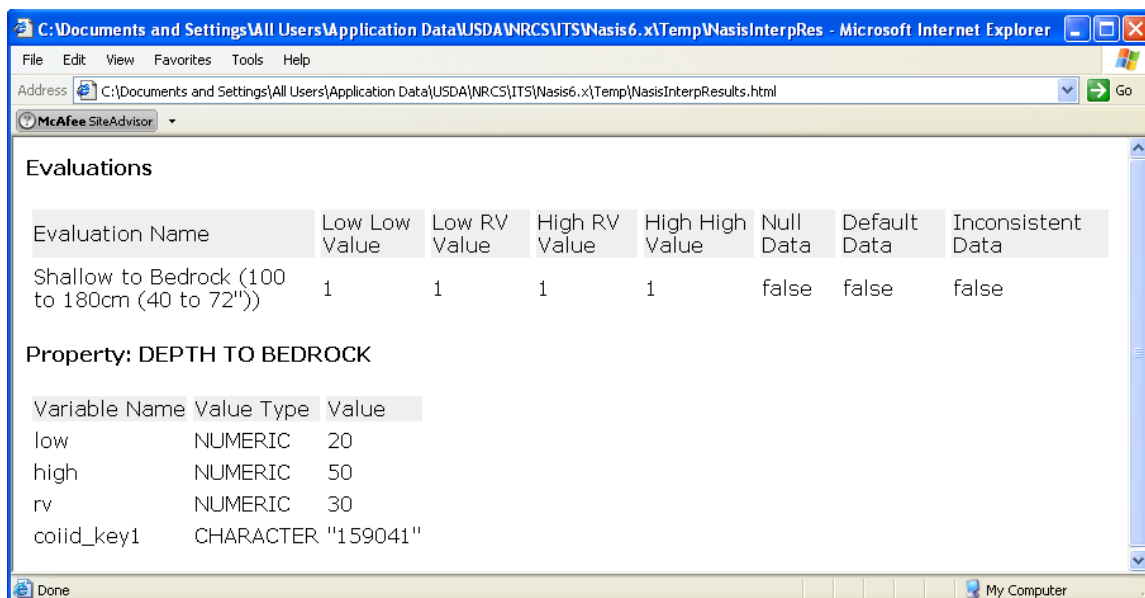 C:\Documents and Settings\All Users\Application Data\USDA\NRCS\ITS\Nasis6.x\Temp\NasisInterpRes - Microsoft Internet Explorer
File Edit View Favorites Tools Help
Address C:\Documents and Settings\All Users\Application Data\USDA\NRCS\ITS\Nasis6.x\Temp\NasisInterpResults.html Go
McAfee SiteAdvisor
Evaluations
Evaluation Name Low Low Value Low RV Value High RV Value High High Value Null Data Default Data Inconsistent Data
Shallow to Bedrock (100 to 180cm (40 to 72")) 1 1 1 1 false false false
Property: DEPTH TO BEDROCK
Variable Name Value Type Value
low NUMERIC 20
high NUMERIC 50
rv NUMERIC 30
coiid_key1 CHARACTER "159041"
Done My Computer